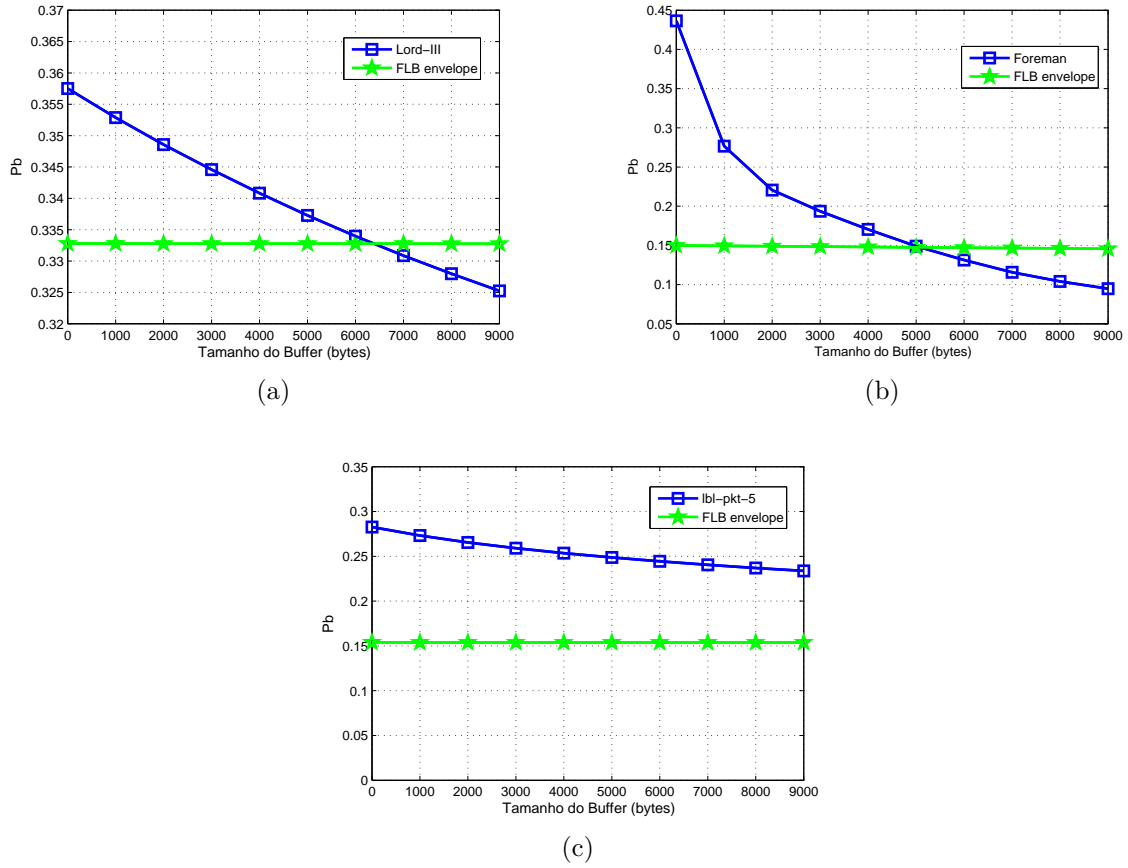 0.37
0.365
0.36
0.355
0.35
0.345
0.34
0.335
0.33
0.325
0.32
Pb
Lord-III
FLB envelope
0 1000 2000 3000 4000 5000 6000 7000 8000 9000
Tamanho do Buffer (bytes)
(a)
0.45
0.4
0.35
0.3
0.25
0.2
0.15
0.1
0.05
Pb
Foreman
FLB envelope
0 1000 2000 3000 4000 5000 6000 7000 8000 9000
Tamanho do Buffer (bytes)
(b)
0.35
0.3
0.25
0.2
0.15
0.1
0.05
0
Pb
lbl-pkt-5
FLB envelope
0 1000 2000 3000 4000 5000 6000 7000 8000 9000
Tamanho do Buffer (bytes)
(c)